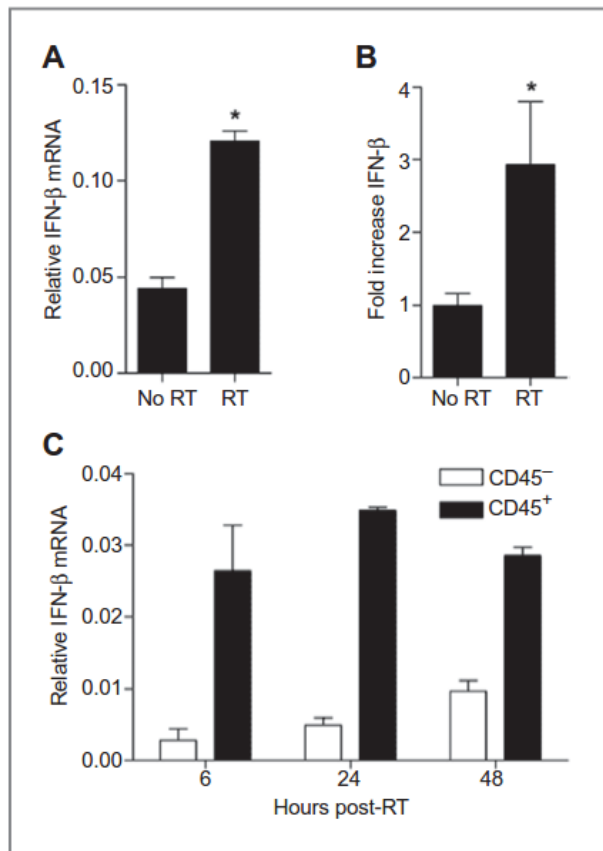 A
Relative IFN-β mRNA
0.15
0.10
0.05
0.00
*
No RT RT
B
Fold increase IFN-β
4
3
2
1
0
*
No RT RT
C
Relative IFN-β mRNA
0.04
0.03
0.02
0.01
0.00
CD45⁻
CD45⁺
6 24 48
Hours post-RT